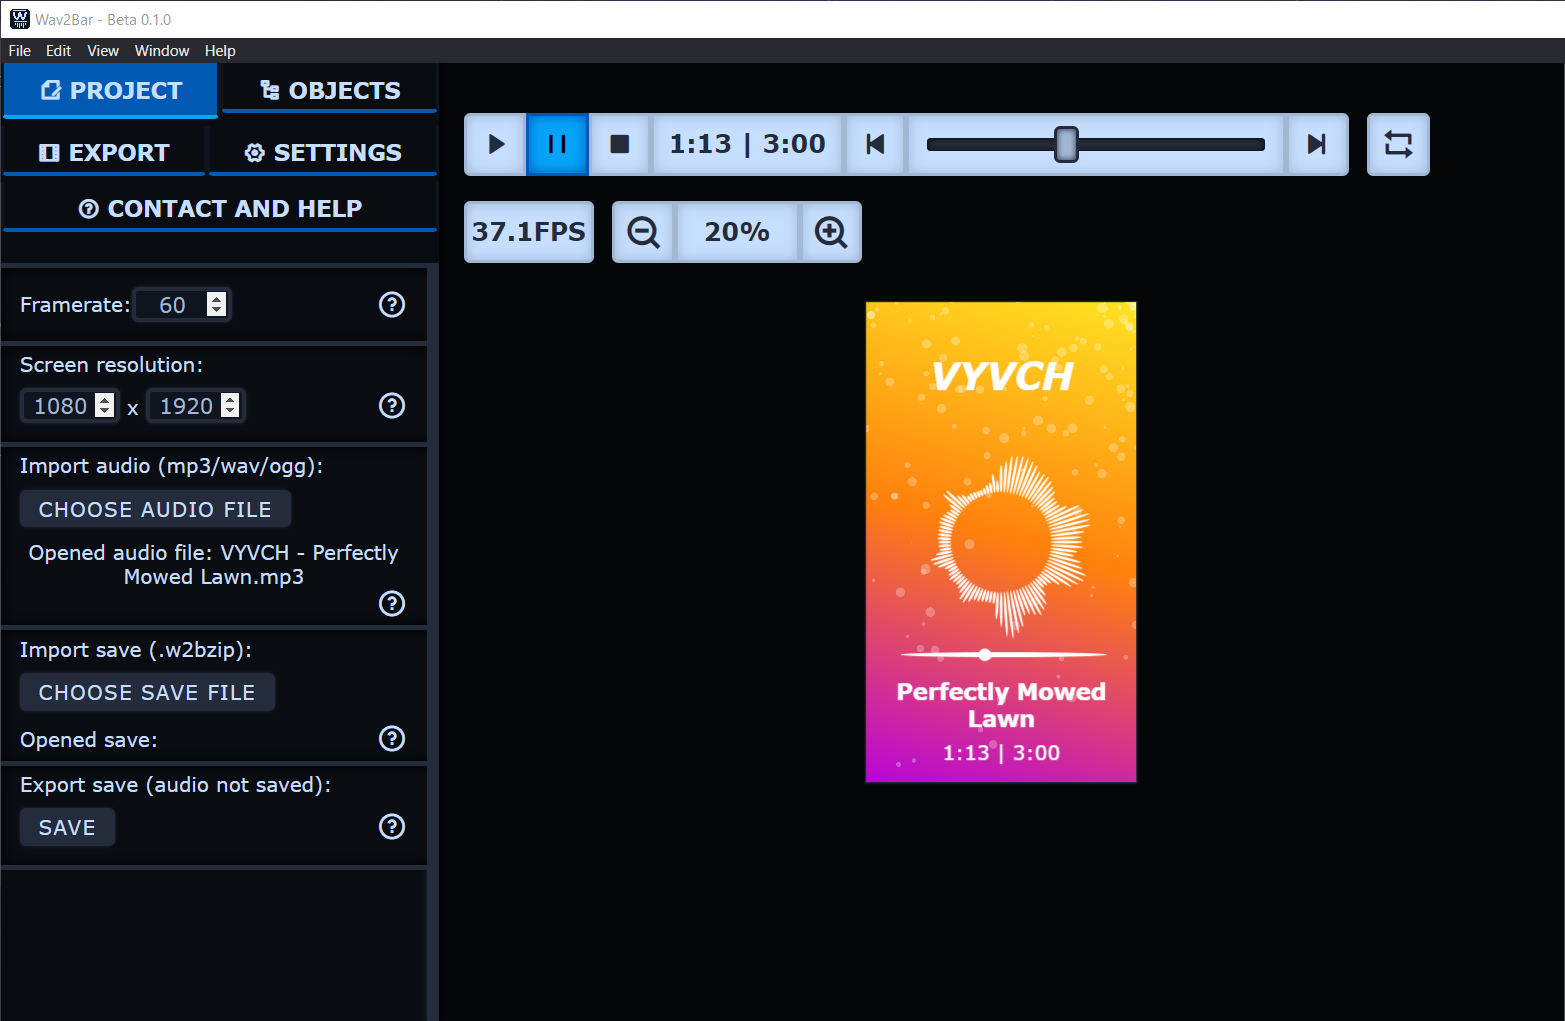 Wav2Bar - Beta 0.1.0
File Edit View Window Help
PROJECT OBJECTS
EXPORT SETTINGS
CONTACT AND HELP
1:13 | 3:00
37.1FPS 20%
Framerate: 60
Screen resolution:
1080 x 1920
Import audio (mp3/wav/ogg):
CHOOSE AUDIO FILE
Opened audio file: VYVCH - Perfectly
Mowed Lawn.mp3
Import save (.w2bzip):
CHOOSE SAVE FILE
Opened save:
Export save (audio not saved):
SAVE
VYVCH
Perfectly Mowed
Lawn
1:13 | 3:00